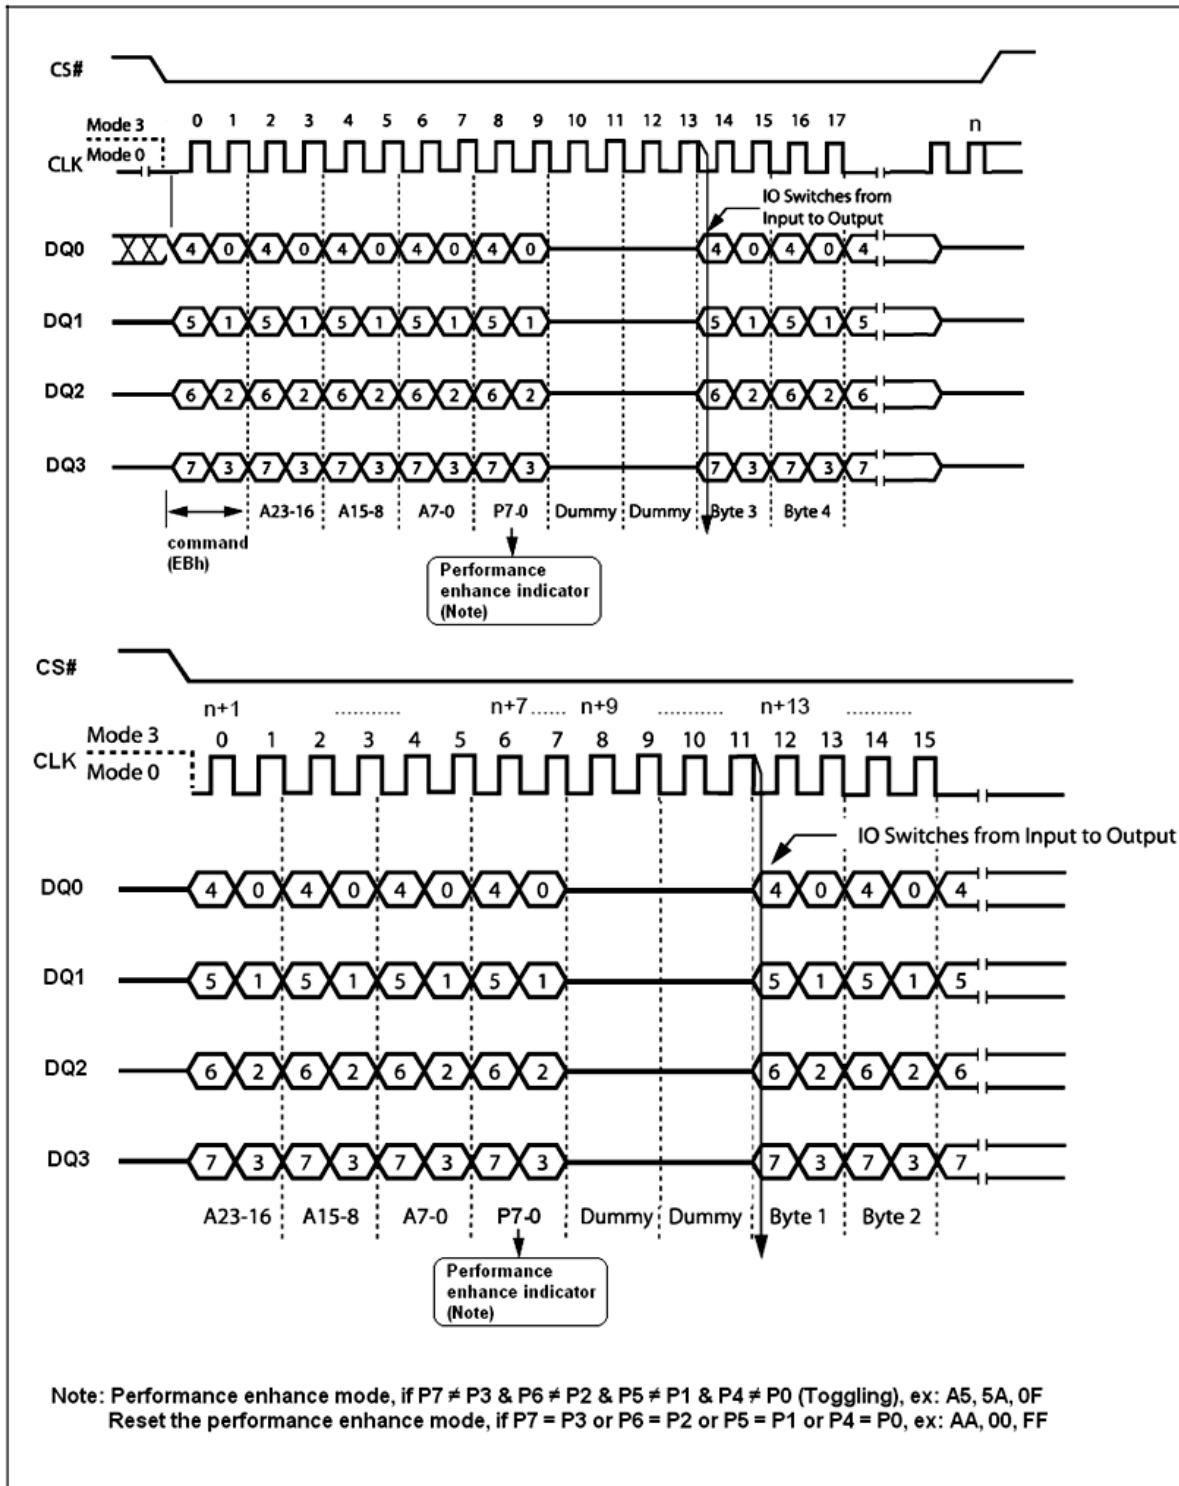 CS#
0 1 2 3 4 5 6 7 8 9 10 11 12 13 14 15 16 17 n
Mode 3
CLK Mode 0
IO Switches from
Input to Output
DQ0 4 0 4 0 4 0 4 0 4 0 4 0 4 0 4
DQ1 5 1 5 1 5 1 5 1 5 1 5 1 5 1 5
DQ2 6 2 6 2 6 2 6 2 6 2 6 2 6 2 6
DQ3 7 3 7 3 7 3 7 3 7 3 7 3 7 3 7
A23-16 A15-8 A7-0 P7-0 Dummy Dummy Byte 3 Byte 4
command
(EBh)
Performance
enhance indicator
(Note)
CS#
n+1 ........... n+7 ...... n+9 ........... n+13 ...........
Mode 3 0 1 2 3 4 5 6 7 8 9 10 11 12 13 14 15
CLK Mode 0
IO Switches from Input to Output
DQ0 4 0 4 0 4 0 4 0 4 0 4 0 4
DQ1 5 1 5 1 5 1 5 1 5 1 5 1 5
DQ2 6 2 6 2 6 2 6 2 6 2 6 2 6
DQ3 7 3 7 3 7 3 7 3 7 3 7 3 7
A23-16 A15-8 A7-0 P7-0 Dummy Dummy Byte 1 Byte 2
Performance
enhance indicator
(Note)
Note: Performance enhance mode, if P7 ≠ P3 & P6 ≠ P2 & P5 ≠ P1 & P4 ≠ P0 (Toggling), ex: A5, 5A, 0F
Reset the performance enhance mode, if P7 = P3 or P6 = P2 or P5 = P1 or P4 = P0, ex: AA, 00, FF